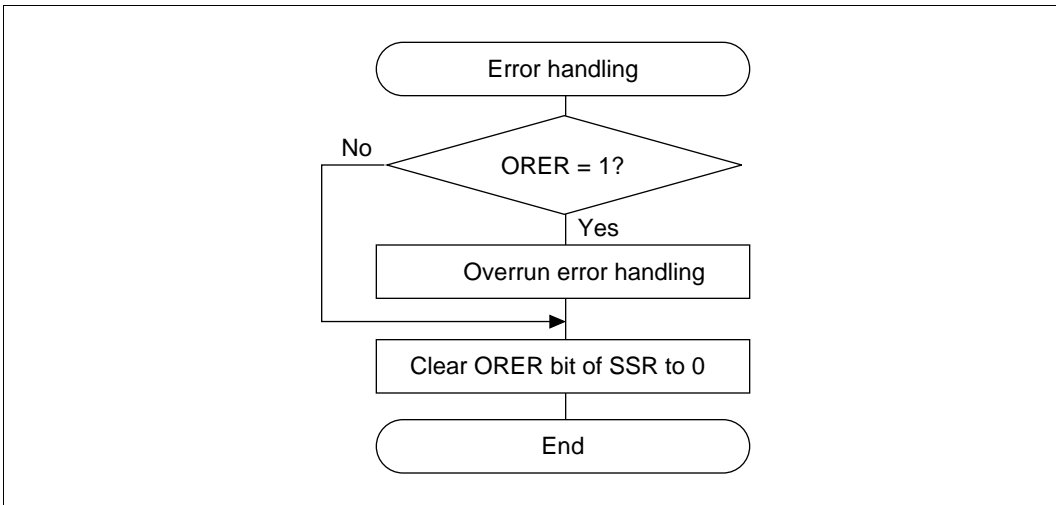 Error handling
ORER = 1?
No
Yes
Overrun error handling
Clear ORER bit of SSR to 0
End